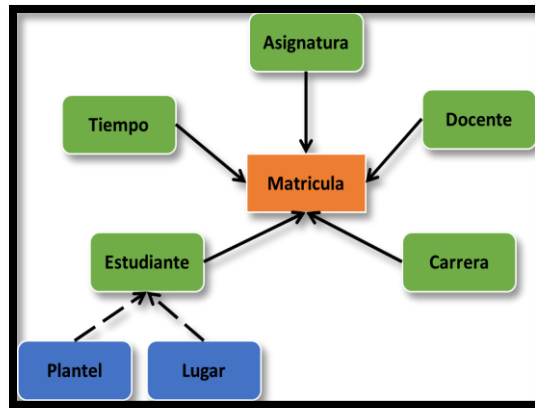 Asignatura
Tiempo
Docente
Matricula
Estudiante
Carrera
Plantel
Lugar